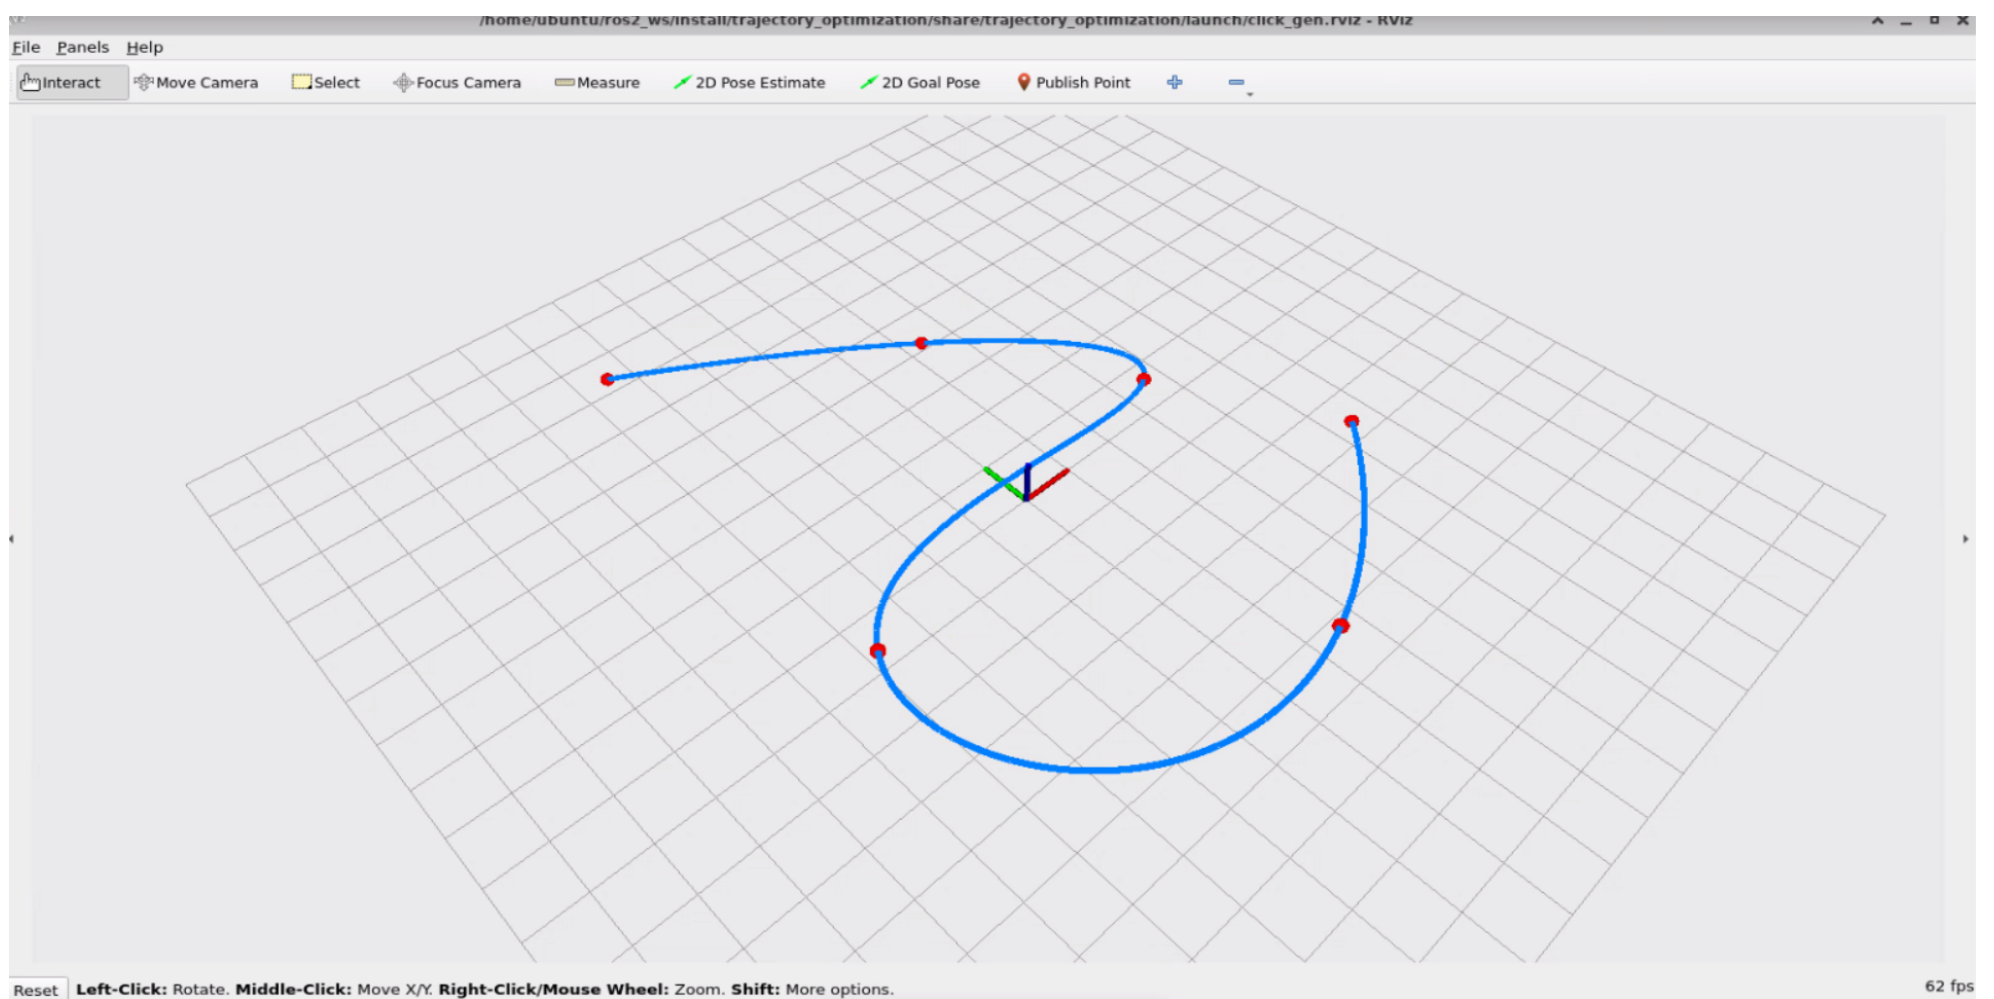 /home/ubuntu/ros2_ws/install/trajectory_optimization/share/trajectory_optimization/launch/click_gen.rviz - RViz
File Panels Help
Interact Move Camera Select Focus Camera Measure 2D Pose Estimate 2D Goal Pose Publish Point
Reset Left-Click: Rotate. Middle-Click: Move X/Y. Right-Click/Mouse Wheel: Zoom. Shift: More options. 62 fps